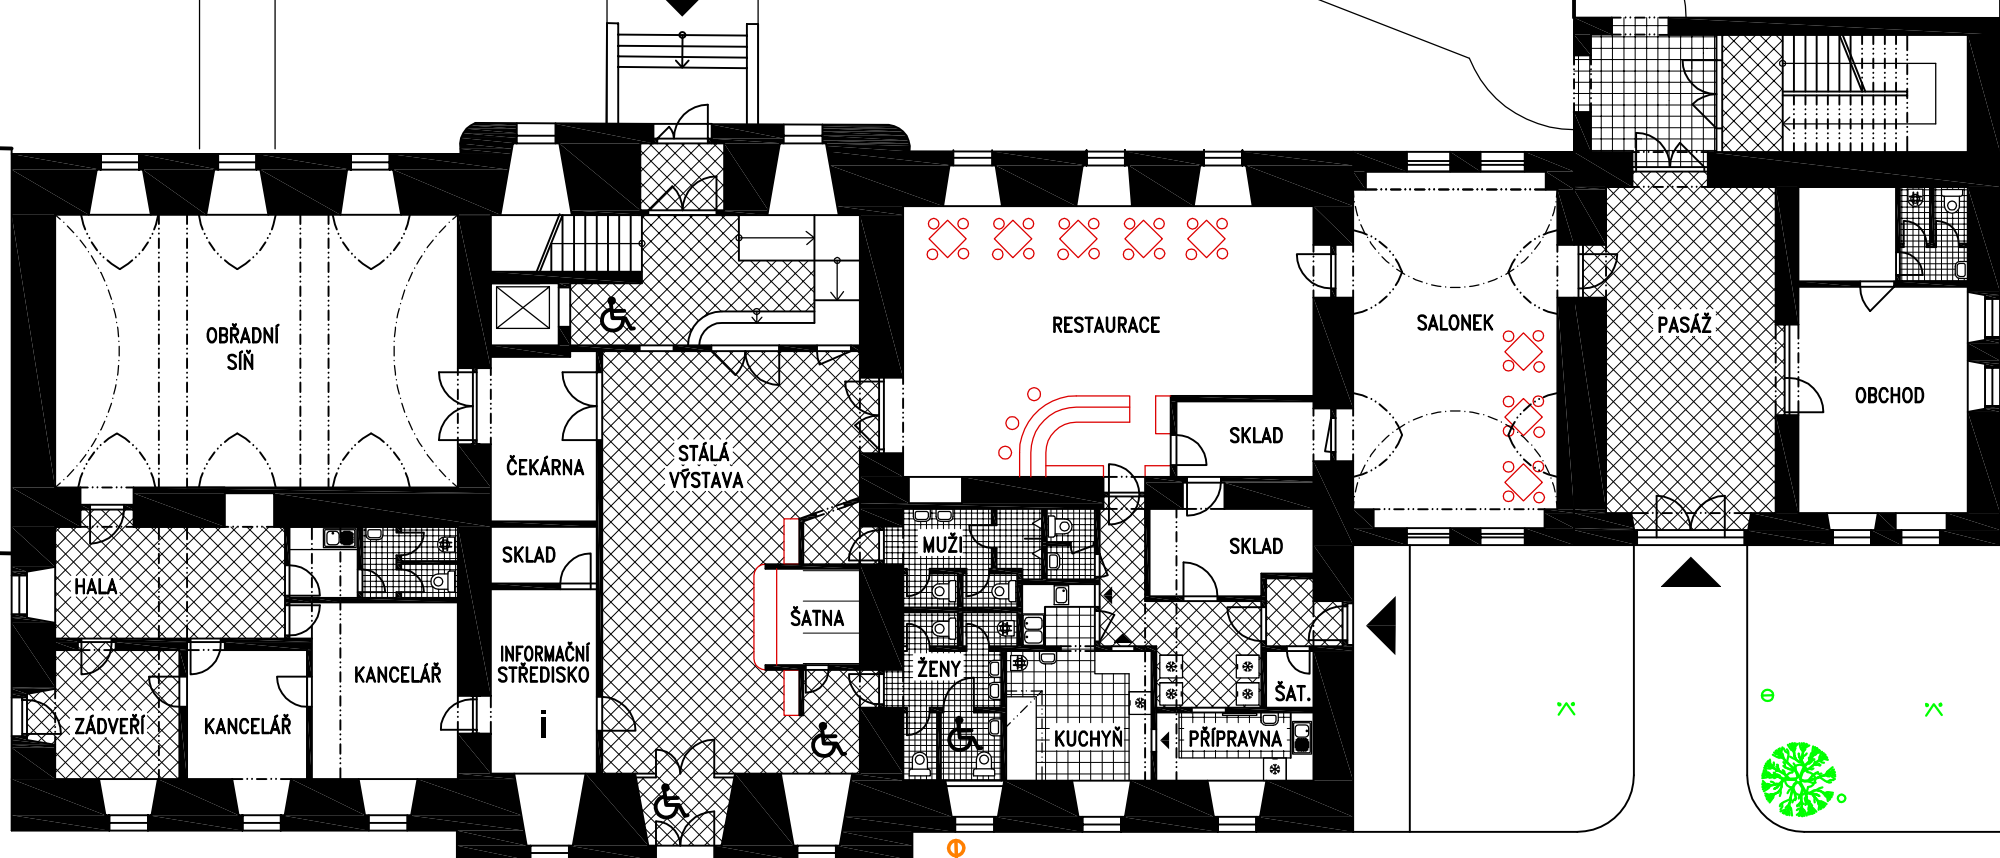 OBŘADNÍ
SÍŇ
RESTAURACE
SALONEK
PASÁŽ
OBCHOD
ČEKÁRNA
STÁLÁ
VÝSTAVA
SKLAD
SKLAD
MUŽI
SKLAD
HALA
ŠATNA
INFORMAČNÍ
STŘEDISKO
i
KANCELÁŘ
ŽENY
ŠAT.
ZÁDVEŘÍ
KANCELÁŘ
KUCHYŇ
PŘÍPRAVNA